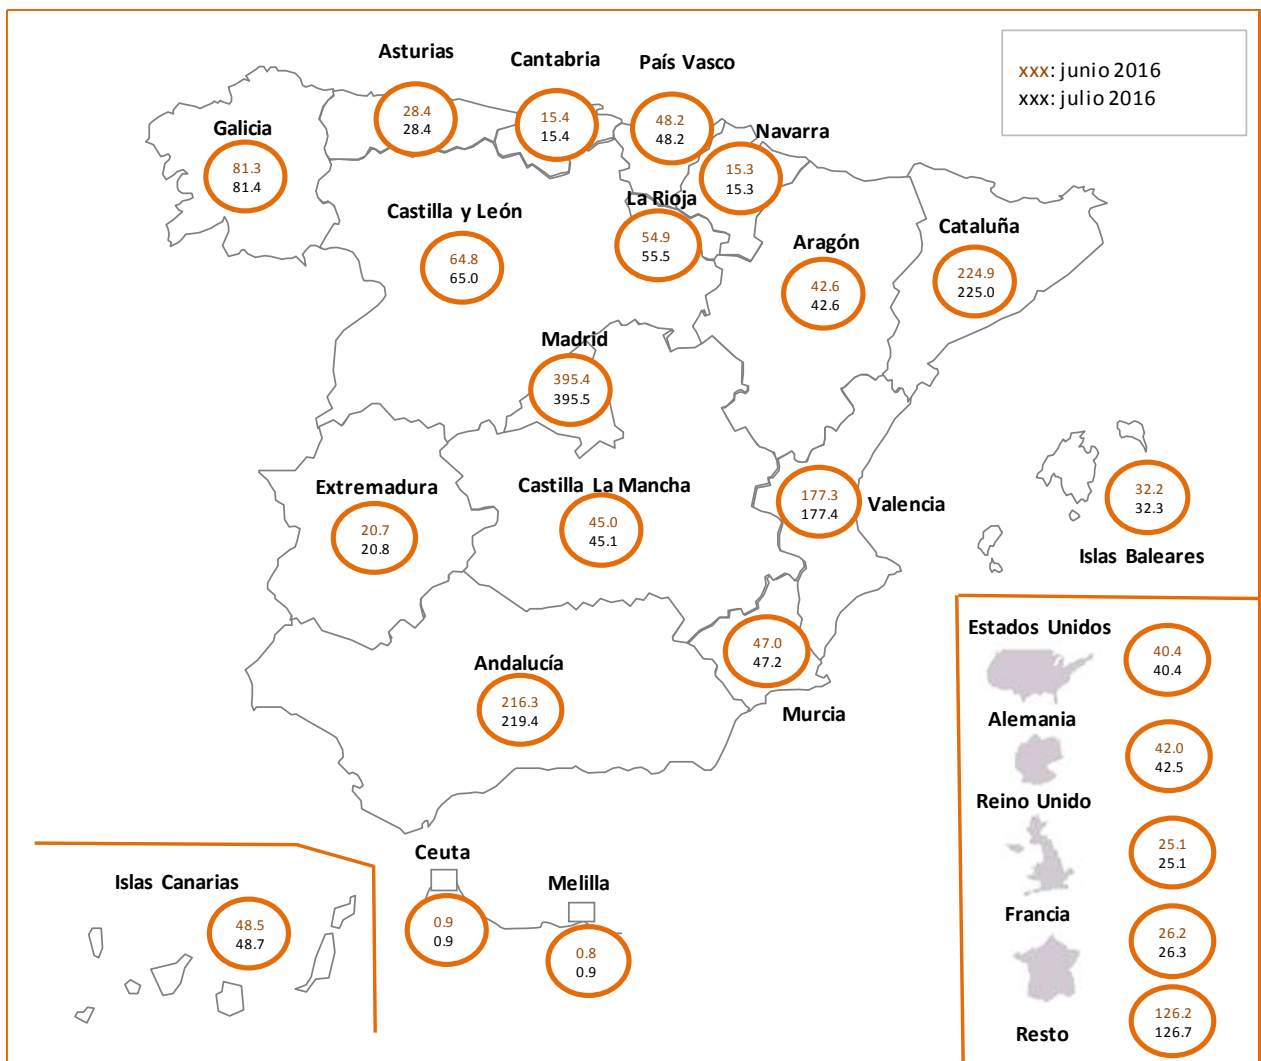 xxx: junio 2016
xxx: julio 2016
Asturias
28.4
28.4
Cantabria
15.4
15.4
País Vasco
48.2
48.2
Navarra
15.3
15.3
Galicia
81.3
81.4
Castilla y León
64.8
65.0
La Rioja
54.9
55.5
Aragón
42.6
42.6
Cataluña
224.9
225.0
Madrid
395.4
395.5
Extremadura
20.7
20.8
Castilla La Mancha
45.0
45.1
177.3
177.4
Valencia
32.2
32.3
Islas Baleares
Andalucía
216.3
219.4
47.0
47.2
Murcia
Estados Unidos
40.4
40.4
Alemania
42.0
42.5
Reino Unido
25.1
25.1
Francia
26.2
26.3
Resto
126.2
126.7
Islas Canarias
48.5
48.7
Ceuta
0.9
0.9
Melilla
0.8
0.9